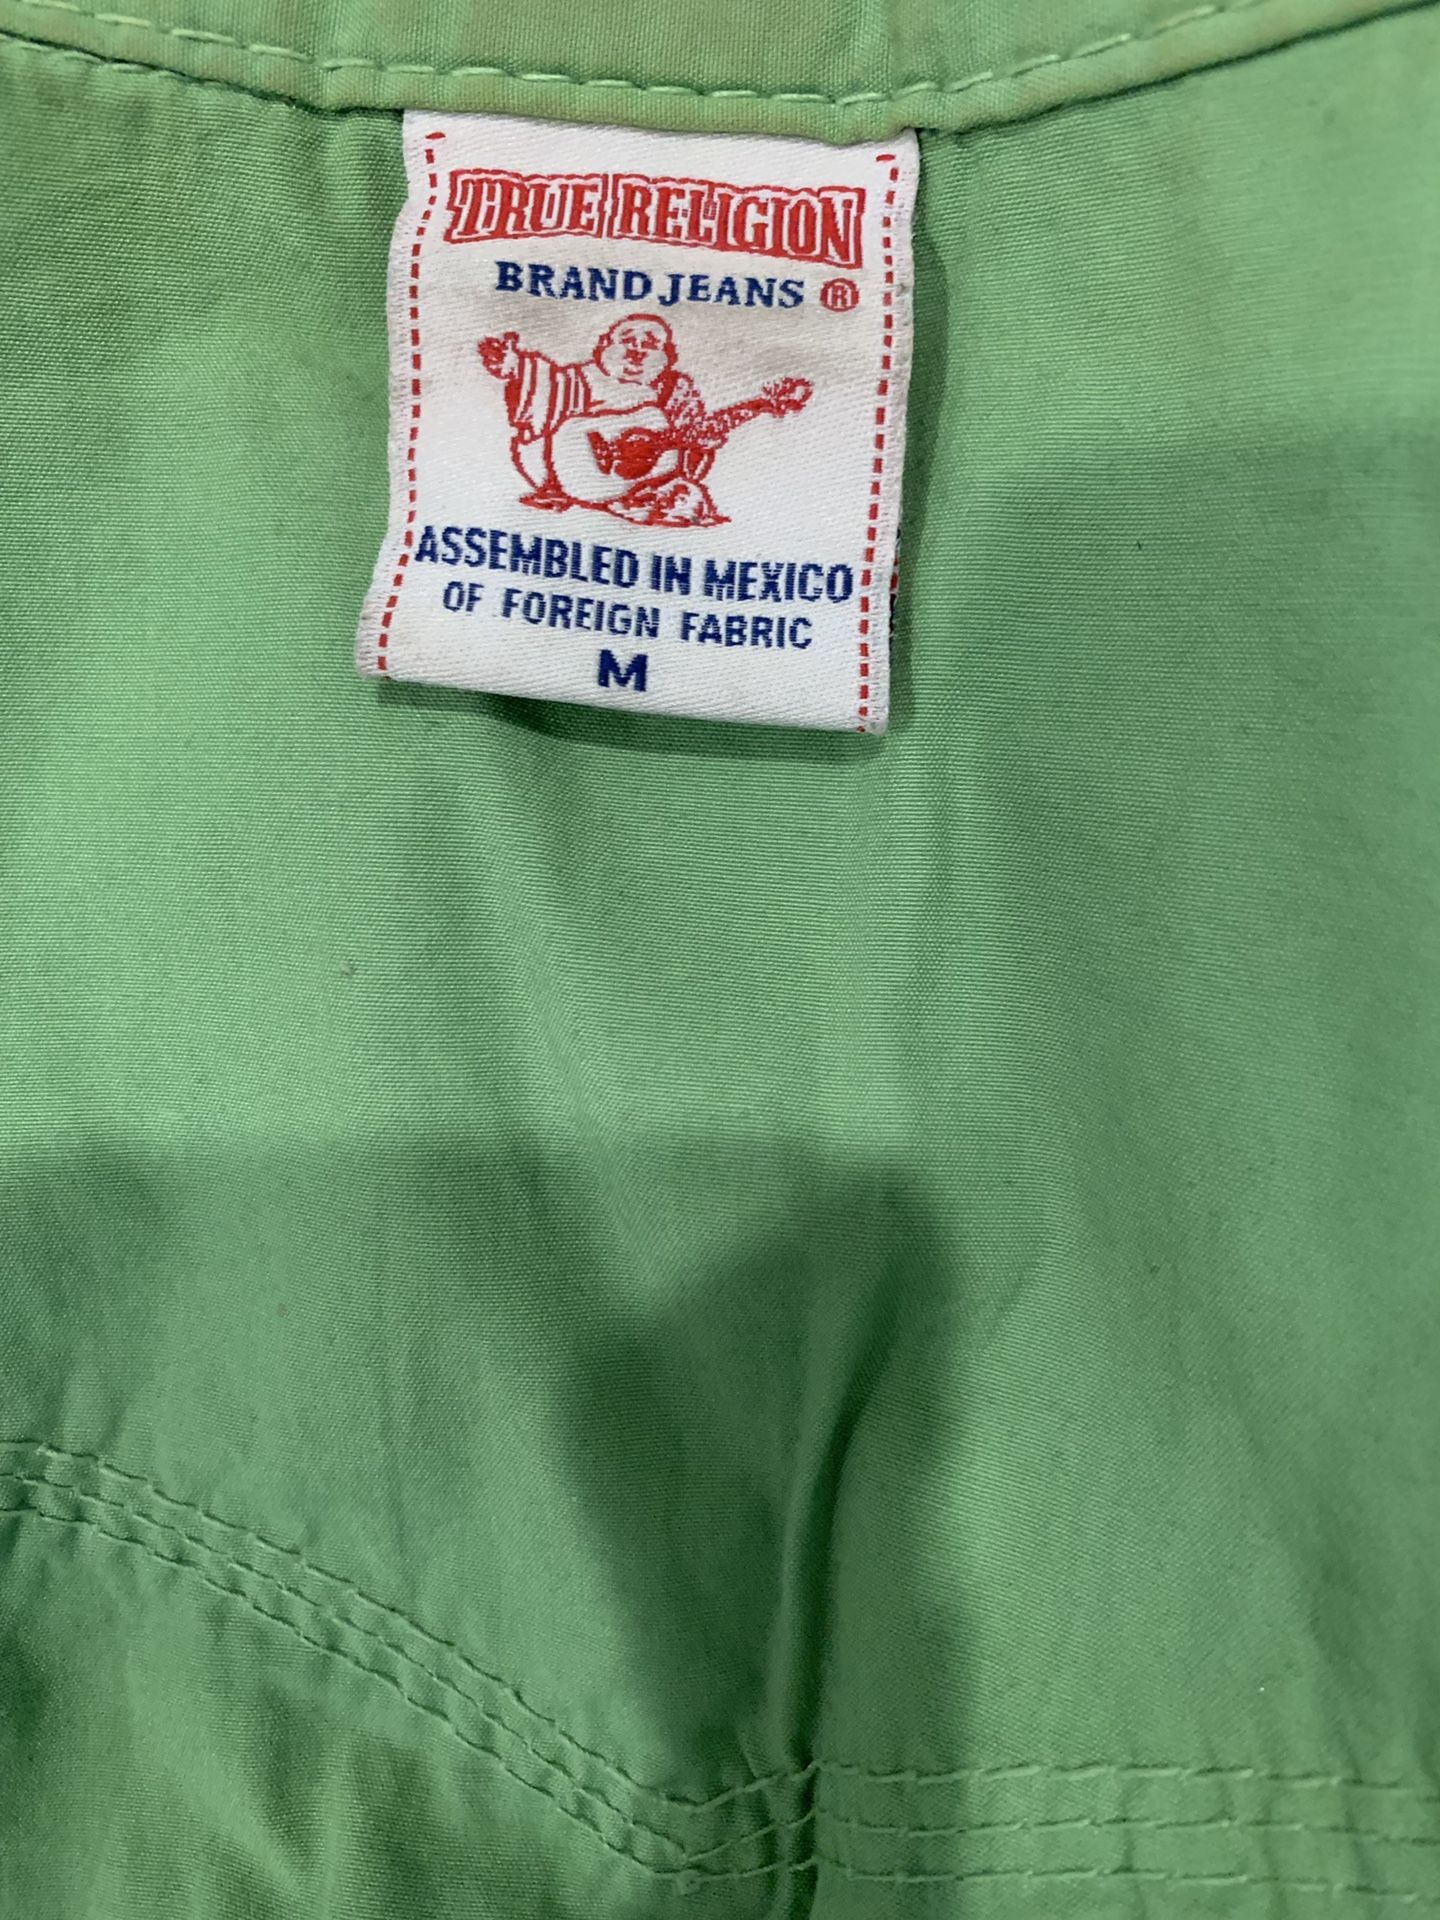 TRUE RELIGION
BRAND JEANS ®
ASSEMBLED IN MEXICO
OF FOREIGN FABRIC
M